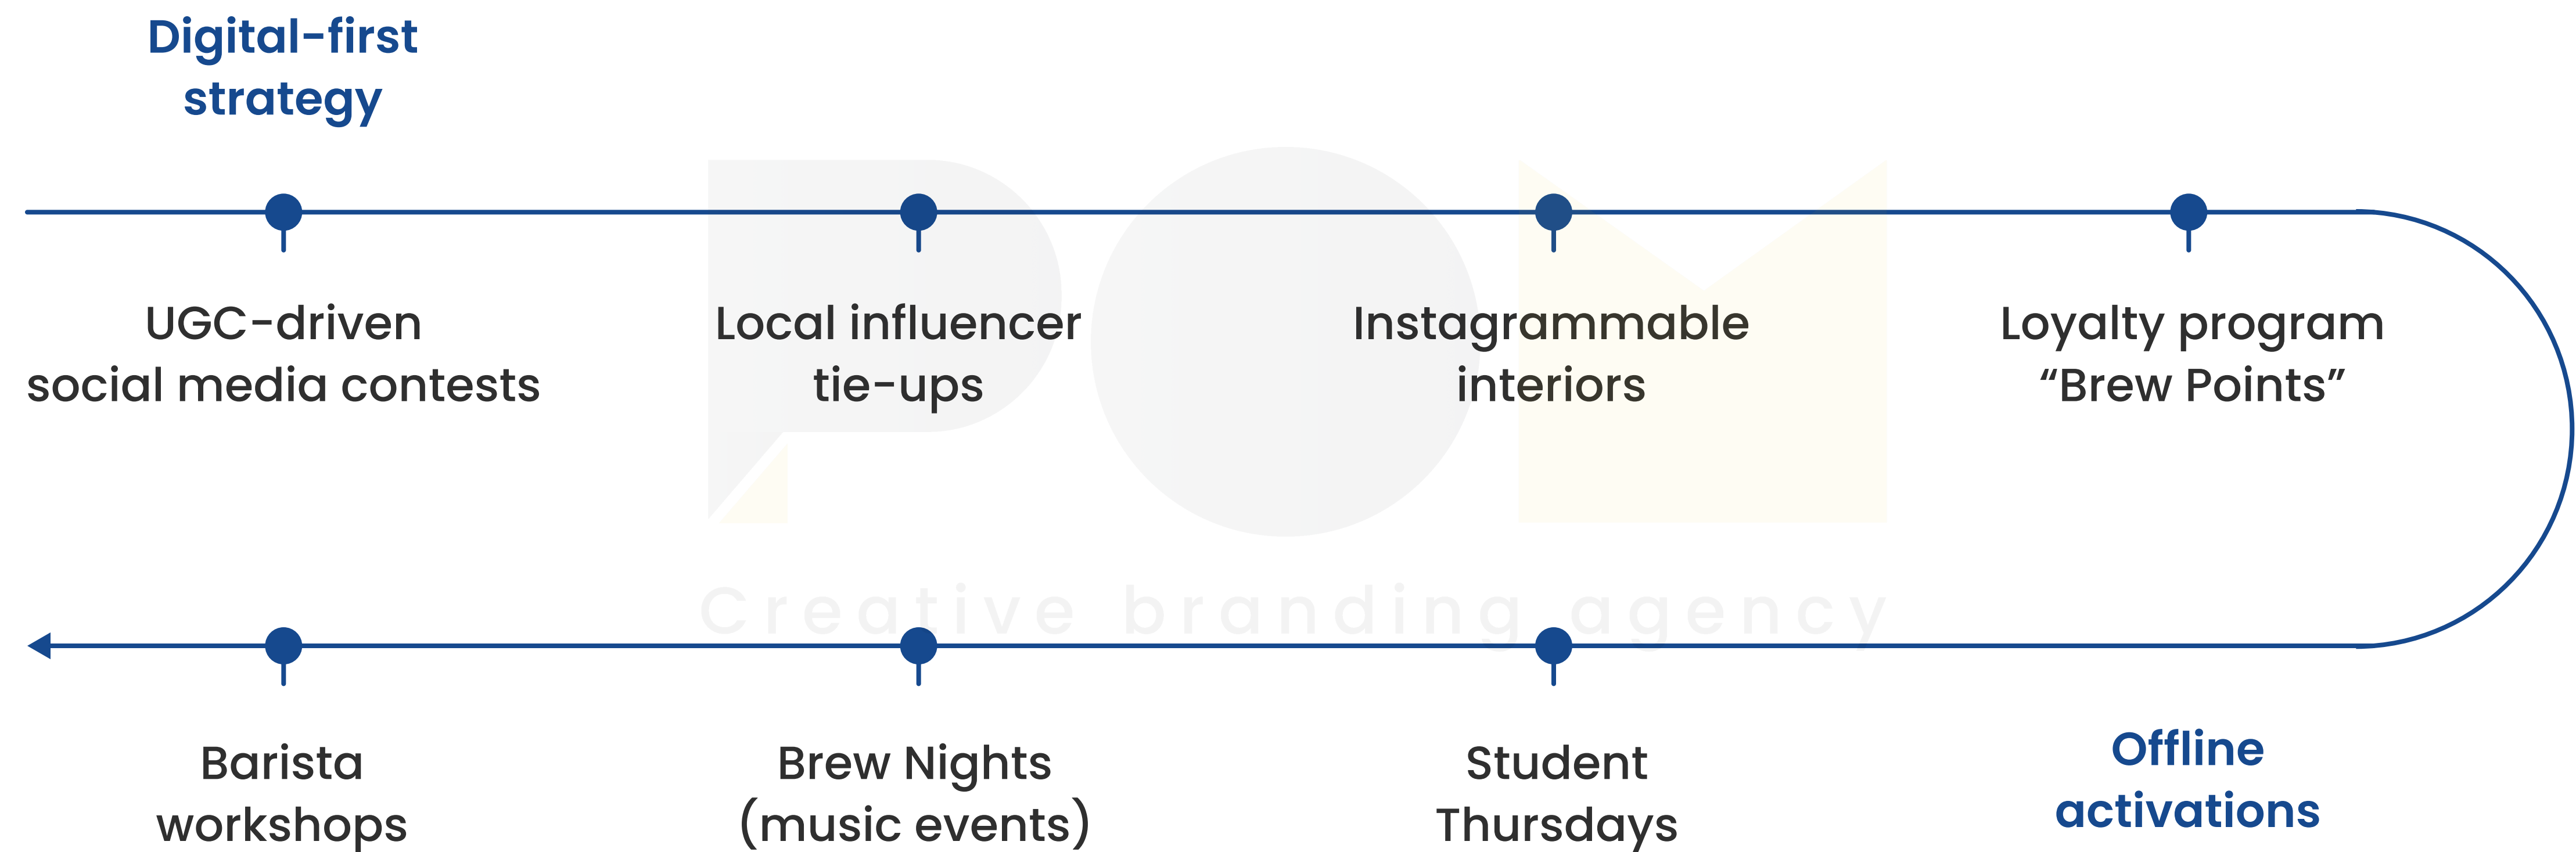 Digital-first
strategy
UGC-driven
social media contests
Local influencer
tie-ups
Instagrammable
interiors
Loyalty program
“Brew Points”
POM
Creative branding agency
Offline
activations
Student
Thursdays
Brew Nights
(music events)
Barista
workshops